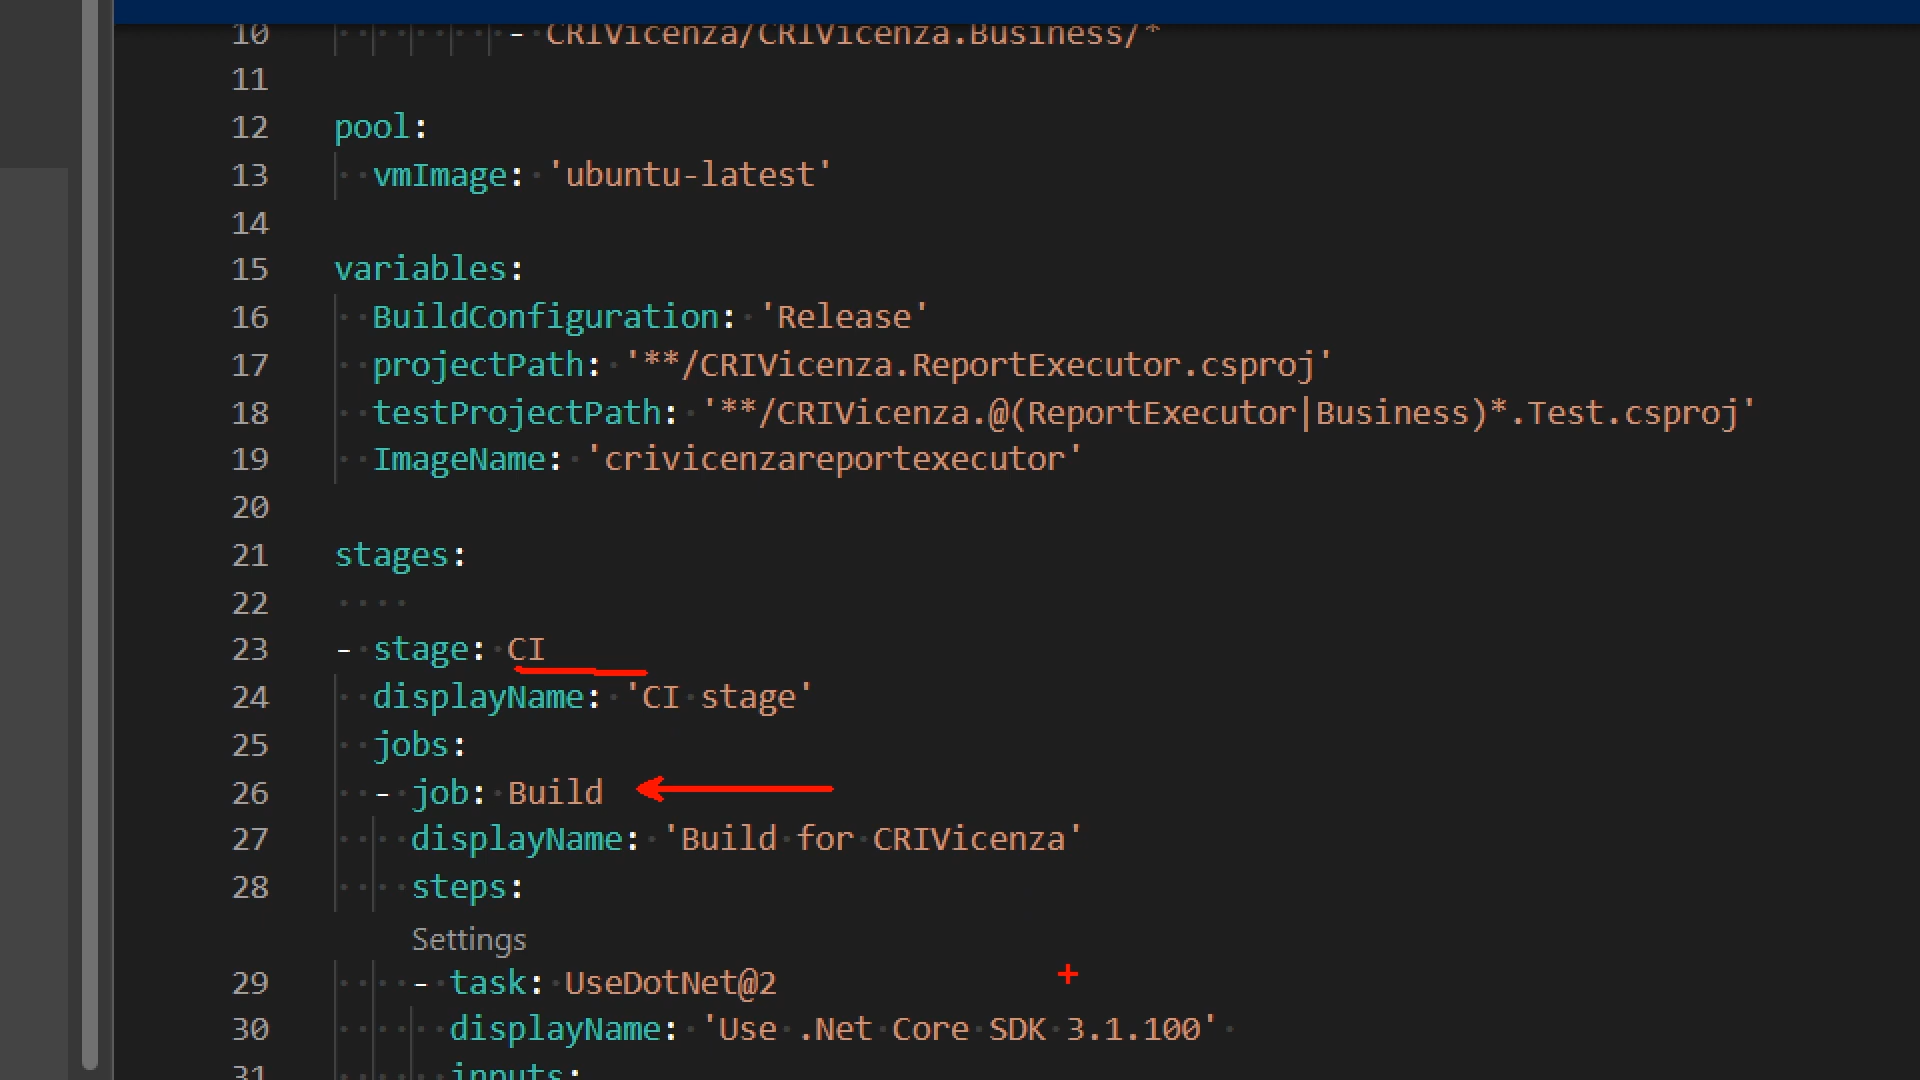 10 - CRIVicenza/CRIVicenza.Business/*
11
12 pool:
13 vmImage: 'ubuntu-latest'
14
15 variables:
16 BuildConfiguration: 'Release'
17 projectPath: '**/CRIVicenza.ReportExecutor.csproj'
18 testProjectPath: '**/CRIVicenza.@(ReportExecutor|Business)*.Test.csproj'
19 ImageName: 'crivicenzareportexecutor'
20
21 stages:
22
23 - stage: CI
24 displayName: 'CI stage'
25 jobs:
26 - job: Build
27 displayName: 'Build for CRIVicenza'
28 steps:
Settings
29 - task: UseDotNet@2
30 displayName: 'Use .Net Core SDK 3.1.100'
31 inputs: